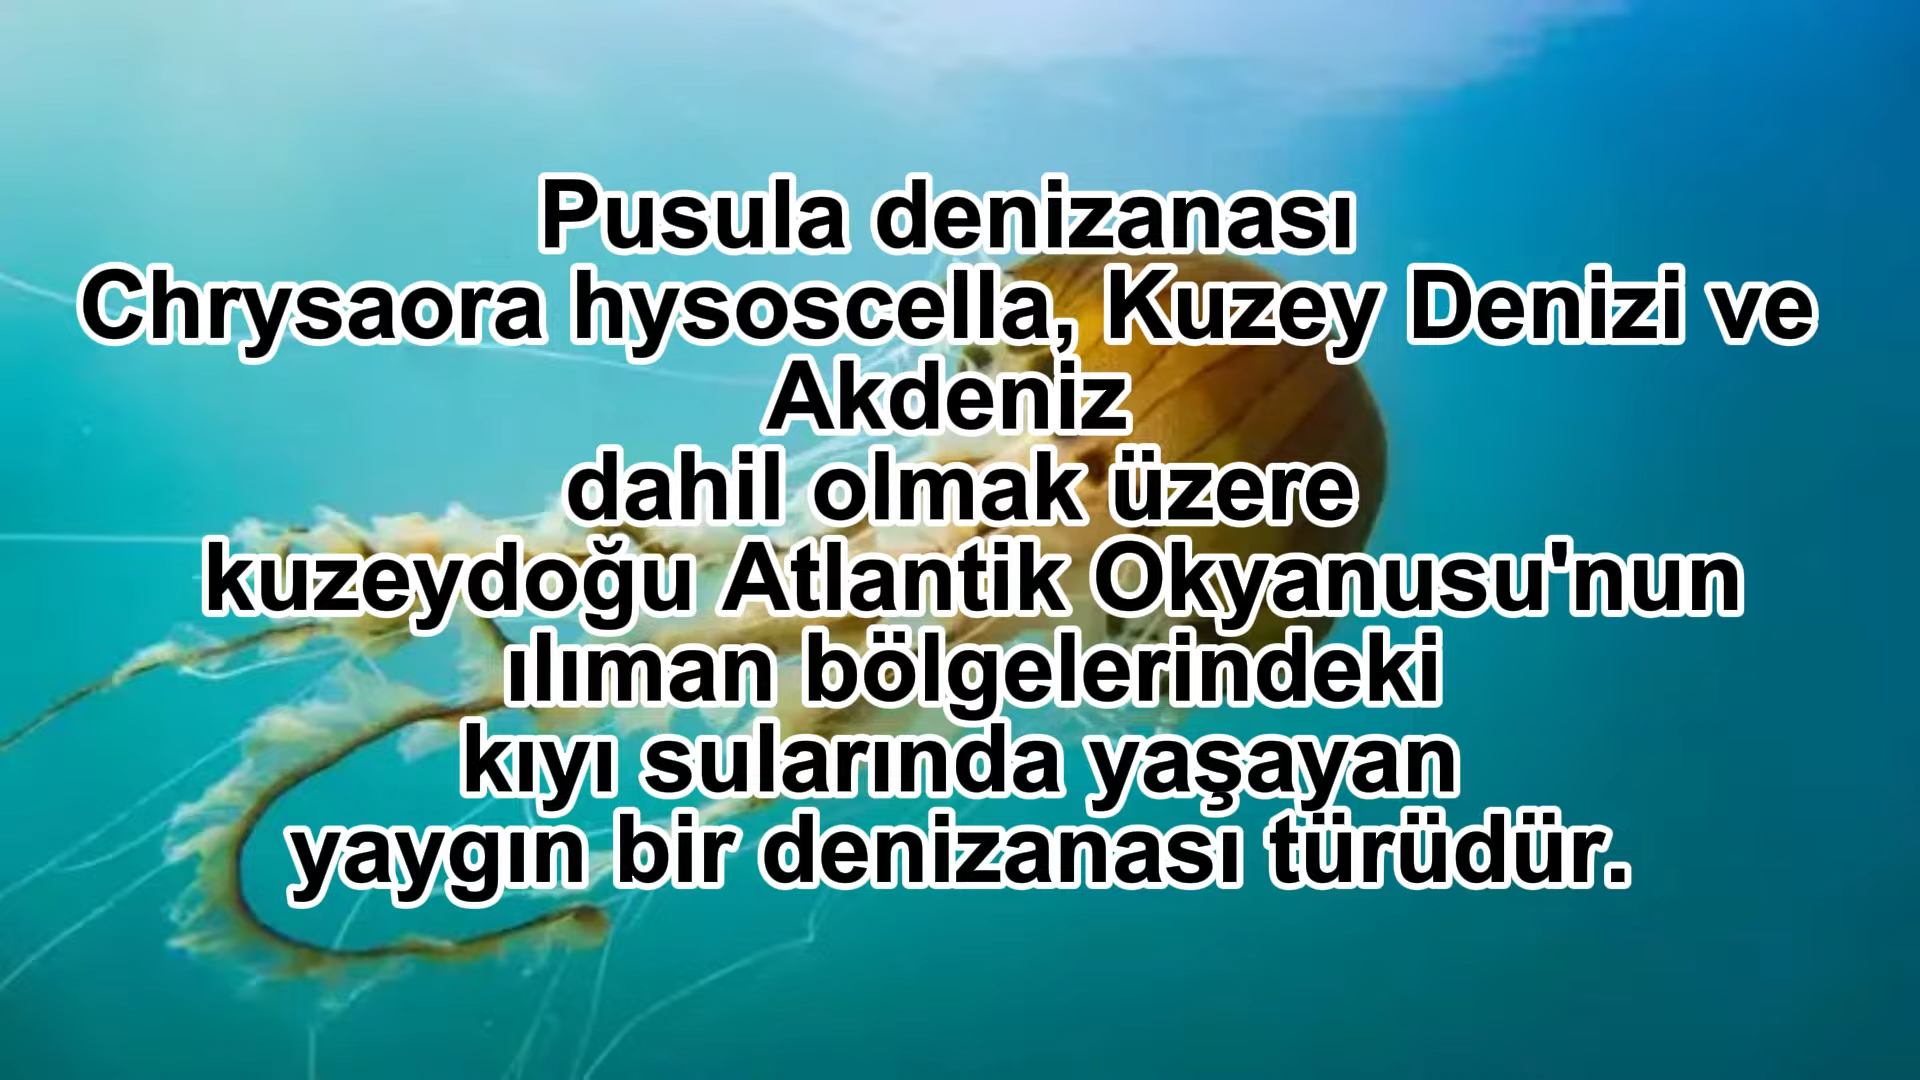 Pusula denizanası
Chrysaora hysoscella, Kuzey Denizi ve
Akdeniz
dahil olmak üzere
kuzeydoğu Atlantik Okyanusu'nun
ılıman bölgelerindeki
kıyı sularında yaşayan
yaygın bir denizanası türüdür.